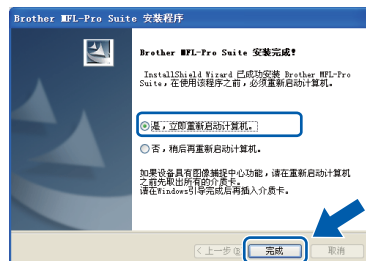 Brother MFL-Pro Suite 安装程序
Brother MFL-Pro Suite 安装完成!
InstallShield Wizard 已成功安装 Brother MFL-Pro
Suite,在使用该程序之前,必须重新启动计算机。
是,立即重新启动计算机。
否,稍后再重新启动计算机。
如果设备具有图像捕捉中心功能,请在重新启动计算机
之前先取出所有的介质卡。
请在Windows引导完成后再插入介质卡。
<上一步(B) 完成 取消